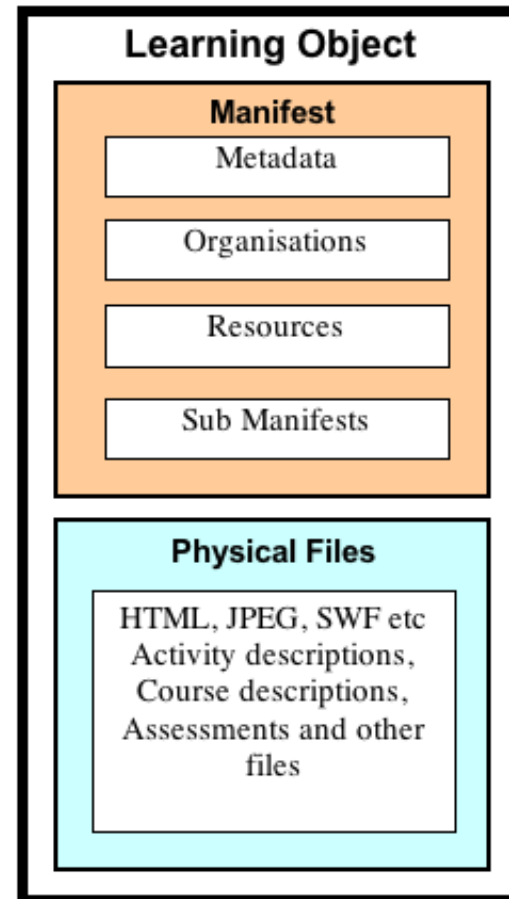 Learning Object
Manifest
Metadata
Organisations
Resources
Sub Manifests
Physical Files
HTML, JPEG, SWF etc
Activity descriptions,
Course descriptions,
Assessments and other
files